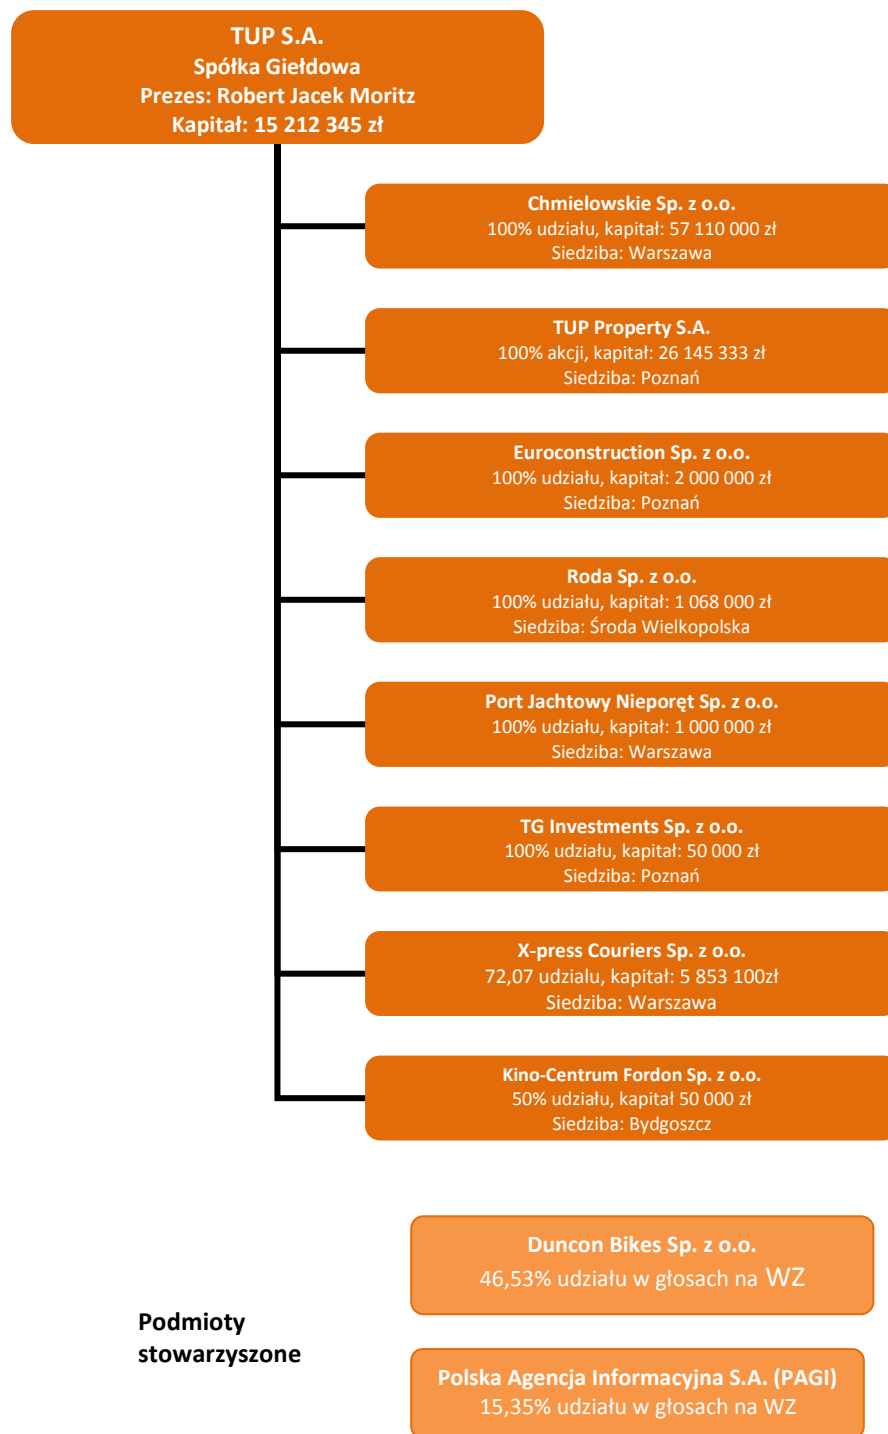 TUP S.A.
Spółka Giełdowa
Prezes: Robert Jacek Moritz
Kapitał: 15 212 345 zł
Chmielowskie Sp. z o.o.
100% udziału, kapitał: 57 110 000 zł
Siedziba: Warszawa
TUP Property S.A.
100% akcji, kapitał: 26 145 333 zł
Siedziba: Poznań
Euroconstruction Sp. z o.o.
100% udziału, kapitał: 2 000 000 zł
Siedziba: Poznań
Roda Sp. z o.o.
100% udziału, kapitał: 1 068 000 zł
Siedziba: Środa Wielkopolska
Port Jachtowy Nieporęt Sp. z o.o.
100% udziału, kapitał: 1 000 000 zł
Siedziba: Warszawa
TG Investments Sp. z o.o.
100% udziału, kapitał: 50 000 zł
Siedziba: Poznań
X-press Couriers Sp. z o.o.
72,07 udzialu, kapitał: 5 853 100zł
Siedziba: Warszawa
Kino-Centrum Fordon Sp. z o.o.
50% udziału, kapitał 50 000 zł
Siedziba: Bydgoszcz
Podmioty
stowarzyszone
Duncon Bikes Sp. z o.o.
46,53% udziału w głosach na WZ
Polska Agencja Informacyjna S.A. (PAGI)
15,35% udziału w głosach na WZ